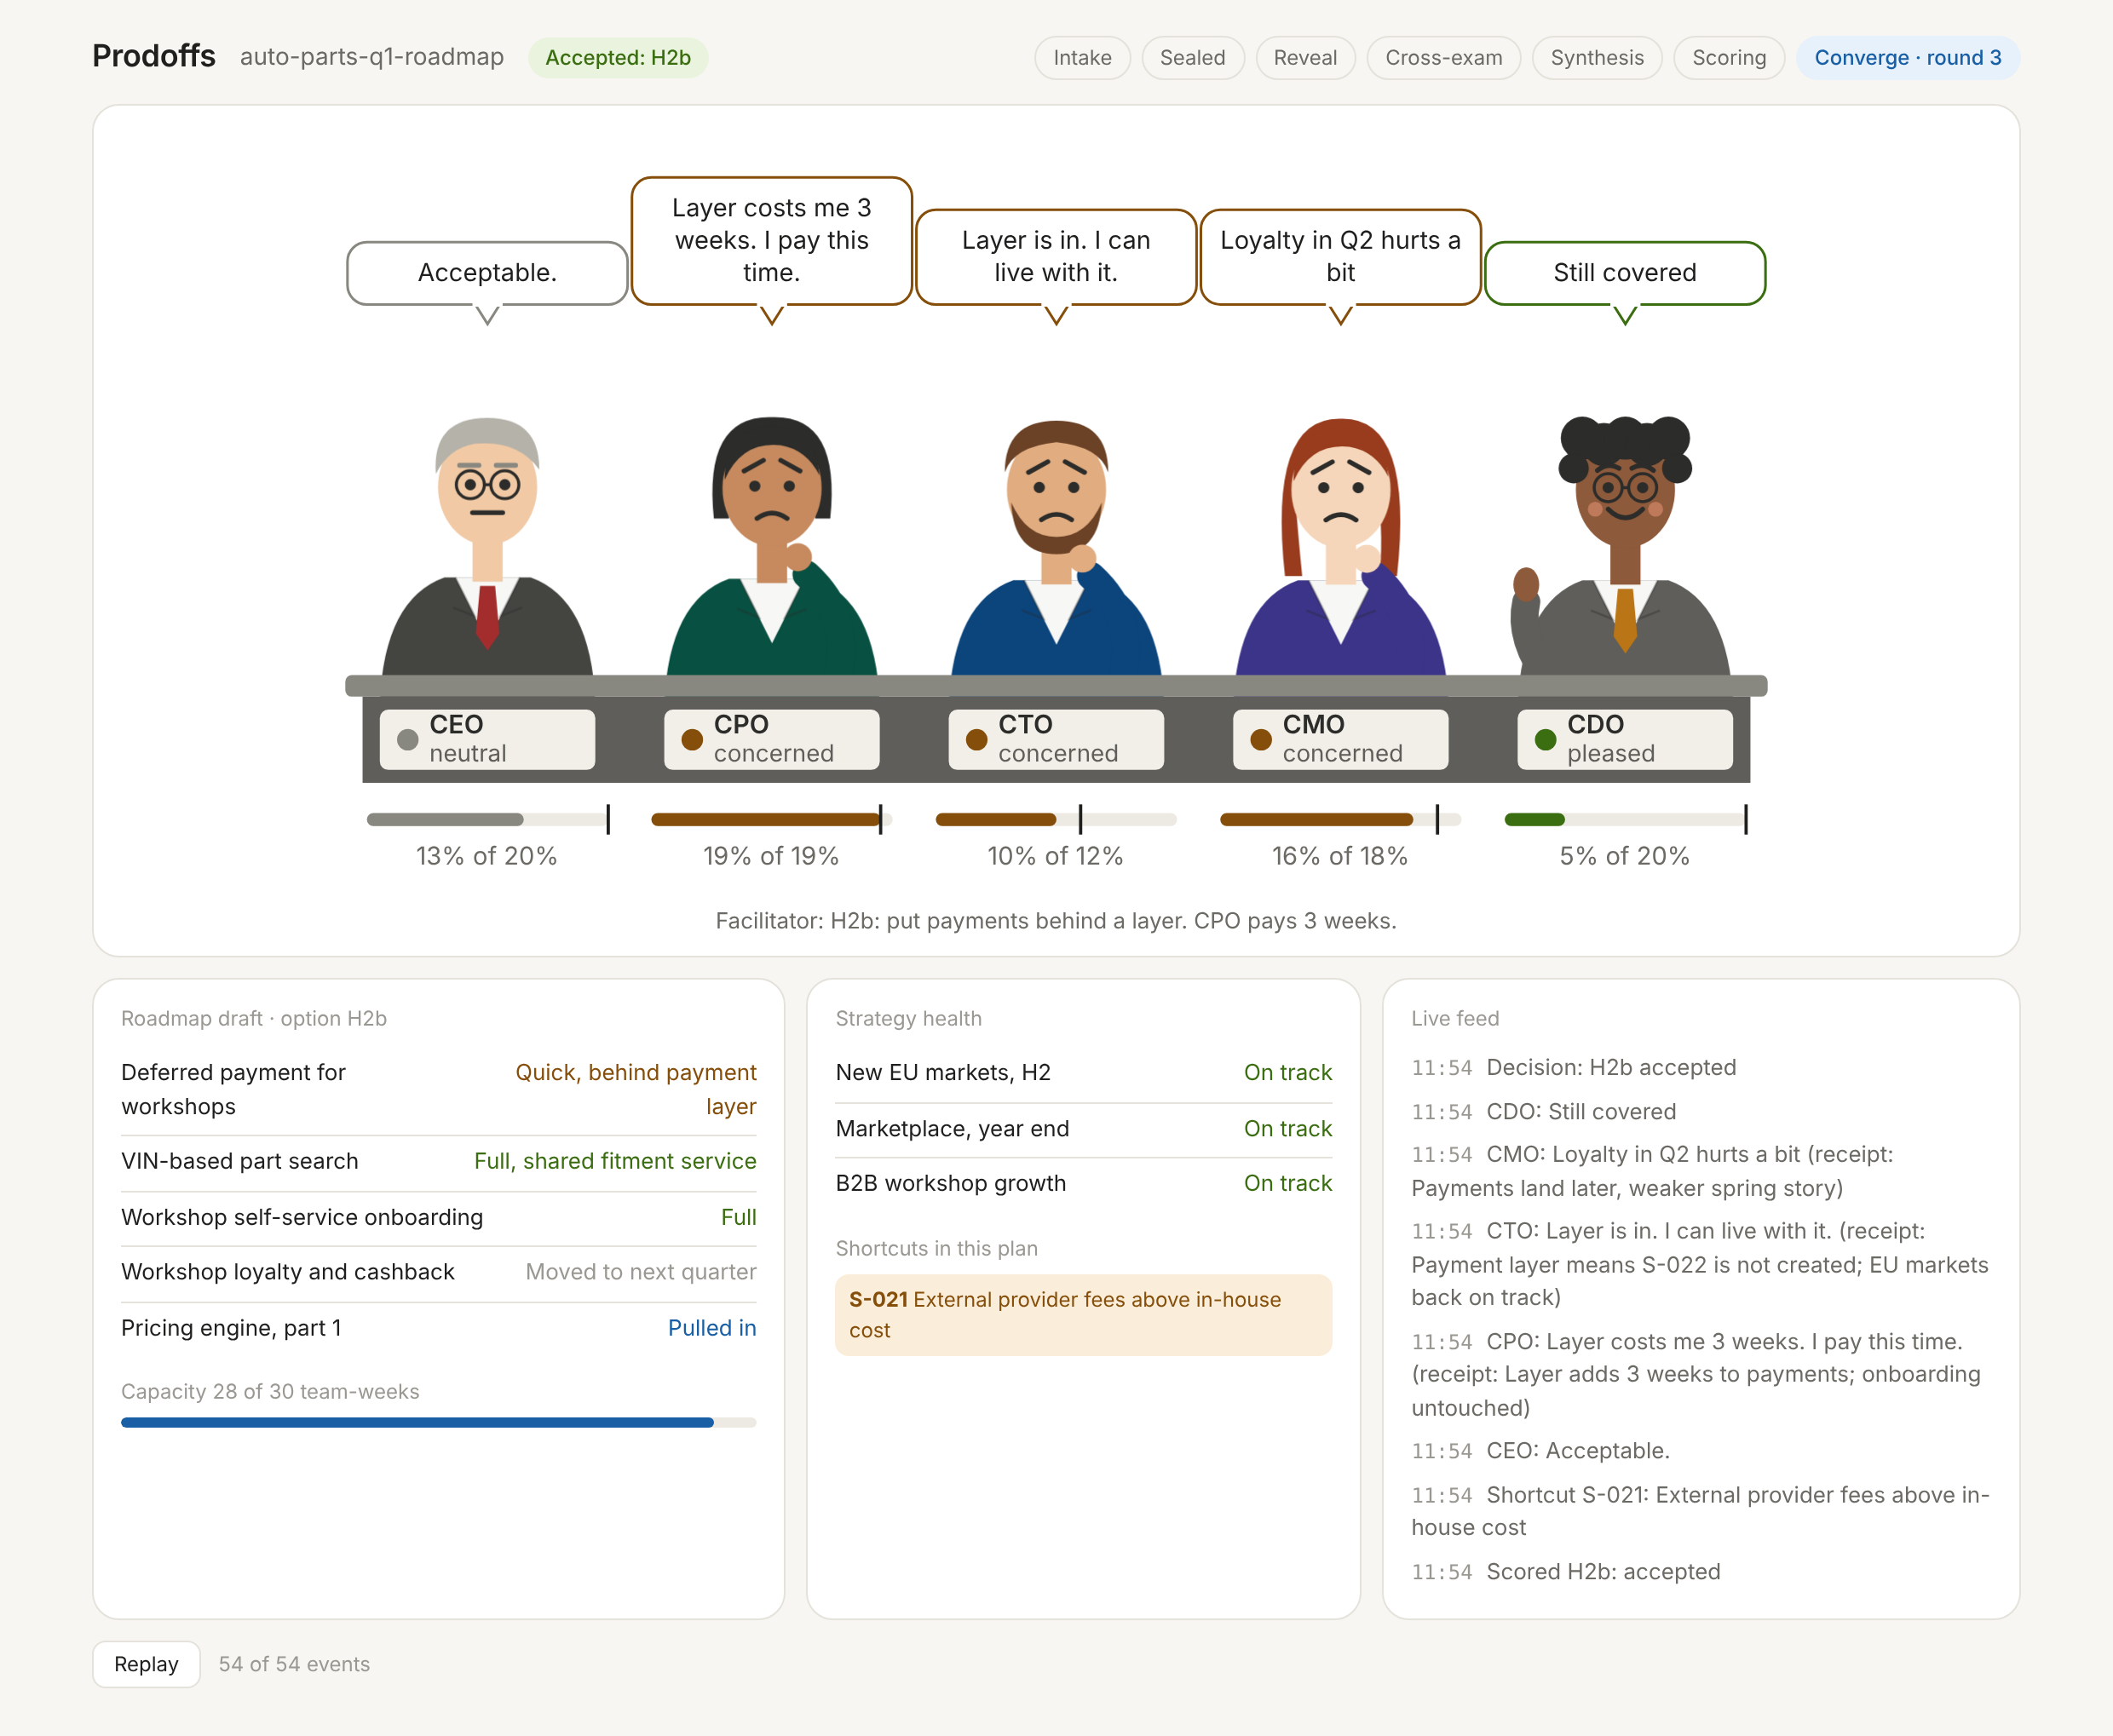 Prodoffs auto-parts-q1-roadmap Accepted: H2b Intake Sealed Reveal Cross-exam Synthesis Scoring Converge · round 3
Acceptable.
Layer costs me 3
weeks. I pay this
time.
Layer is in. I can
live with it.
Loyalty in Q2 hurts a
bit
Still covered
CEO
neutral
CPO
concerned
CTO
concerned
CMO
concerned
CDO
pleased
13% of 20%
19% of 19%
10% of 12%
16% of 18%
5% of 20%
Facilitator: H2b: put payments behind a layer. CPO pays 3 weeks.
Roadmap draft · option H2b
Deferred payment for
workshops
Quick, behind payment
layer
VIN-based part search Full, shared fitment service
Workshop self-service onboarding Full
Workshop loyalty and cashback Moved to next quarter
Pricing engine, part 1 Pulled in
Capacity 28 of 30 team-weeks
Strategy health
New EU markets, H2 On track
Marketplace, year end On track
B2B workshop growth On track
Shortcuts in this plan
S-021 External provider fees above in-house
cost
Live feed
11:54 Decision: H2b accepted
11:54 CDO: Still covered
11:54 CMO: Loyalty in Q2 hurts a bit (receipt:
Payments land later, weaker spring story)
11:54 CTO: Layer is in. I can live with it. (receipt:
Payment layer means S-022 is not created; EU markets
back on track)
11:54 CPO: Layer costs me 3 weeks. I pay this time.
(receipt: Layer adds 3 weeks to payments; onboarding
untouched)
11:54 CEO: Acceptable.
11:54 Shortcut S-021: External provider fees above in-
house cost
11:54 Scored H2b: accepted
Replay 54 of 54 events